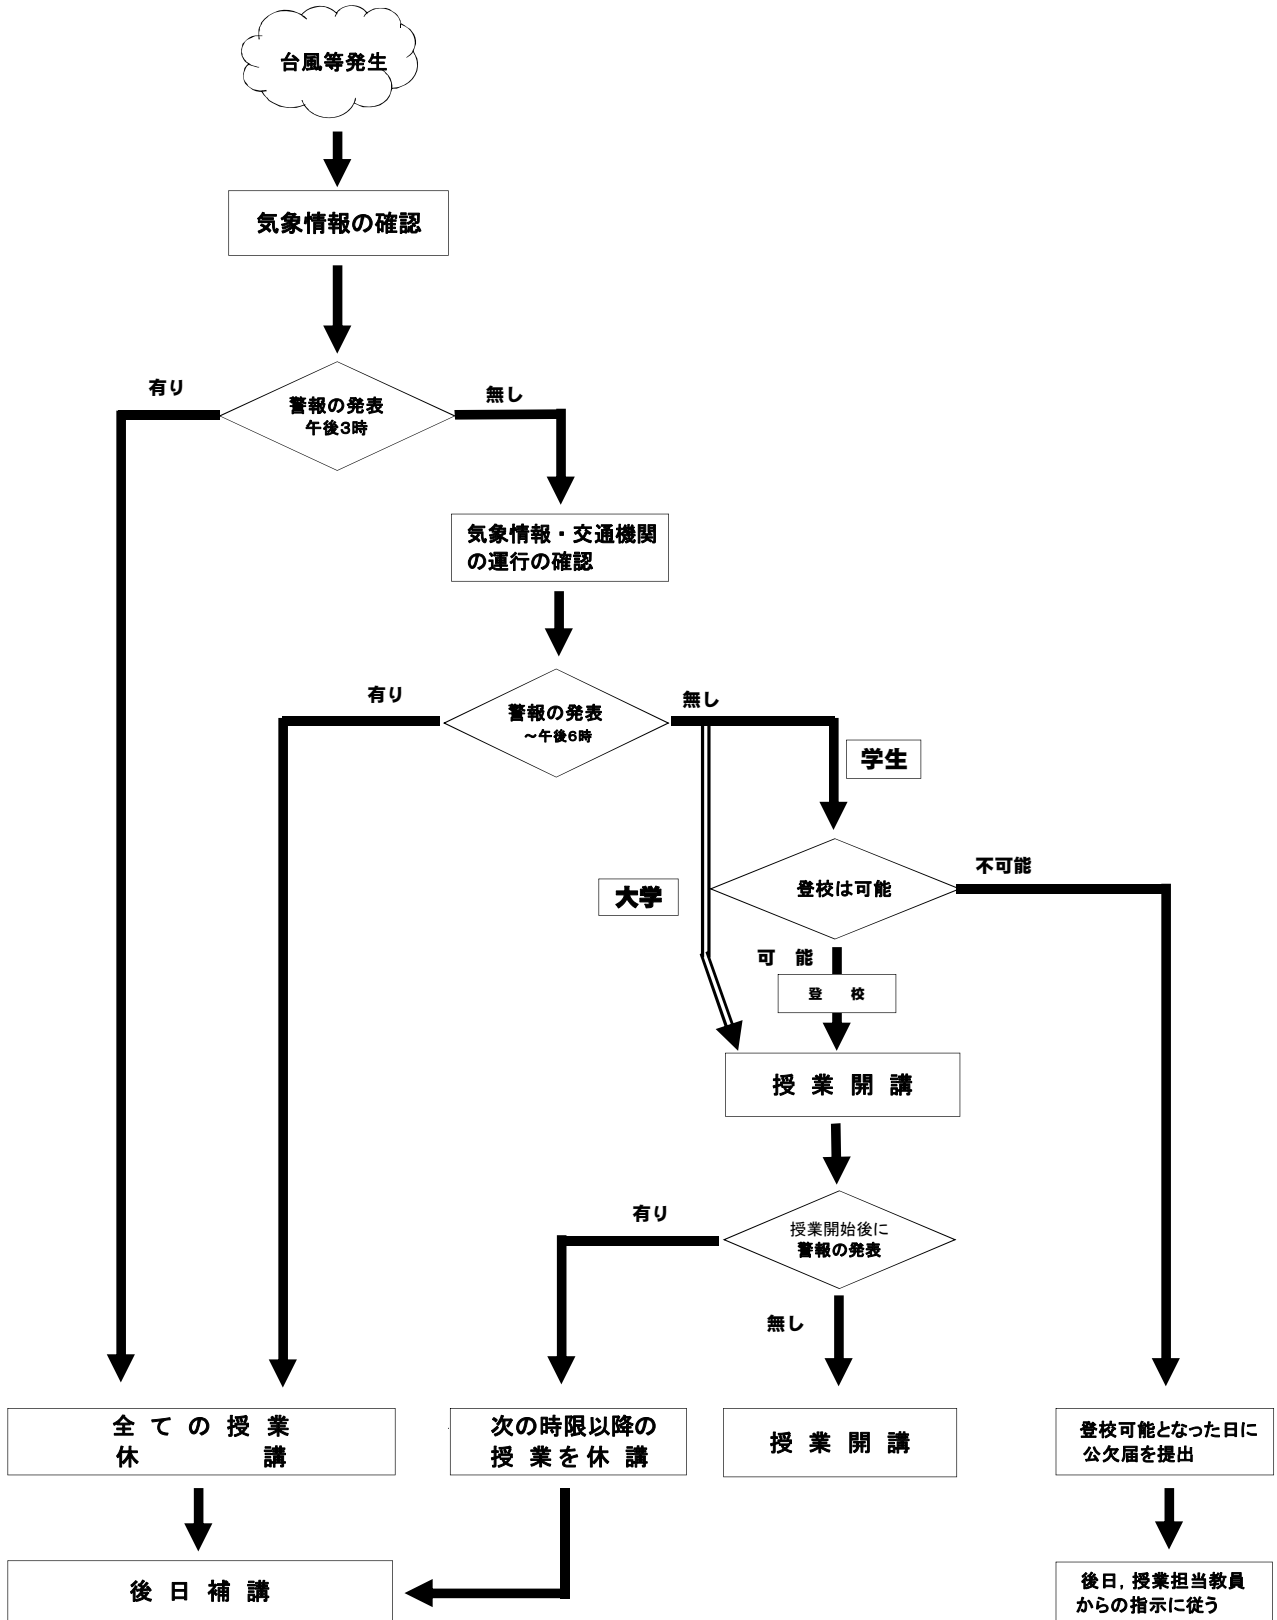 台風等発生
気象情報の確認
有り
警報の発表
午後3時
無し
気象情報・交通機関
の運行の確認
有り
警報の発表
～午後6時
無し
学生
大学
登校は可能
不可能
可　能
登　校
授 業 開 講
有り
授業開始後に
警報の発表
無し
全 て の 授 業
休　　　　　講
次の時限以降の
授 業 を 休 講
授 業 開 講
登校可能となった日に
公欠届を提出
後 日 補 講
後日，授業担当教員
からの指示に従う